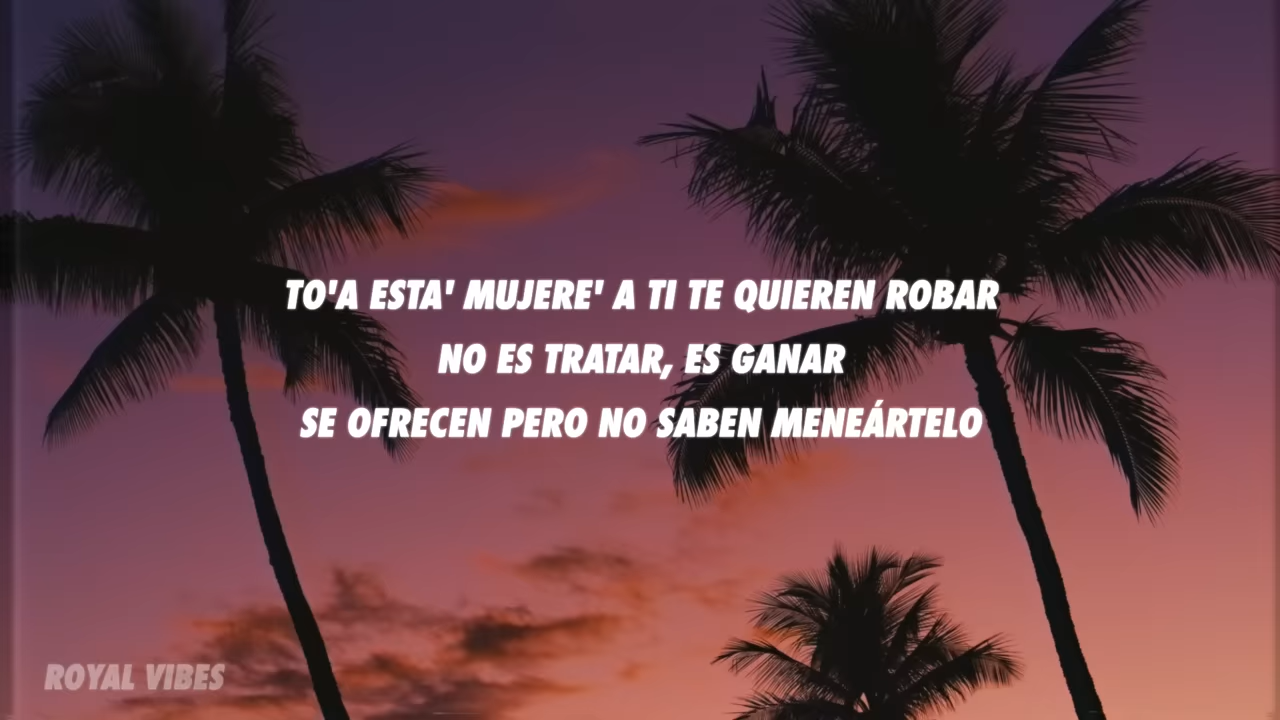 TO'A ESTA' MUJERE' A TI TE QUIEREN ROBAR
NO ES TRATAR, ES GANAR
SE OFRECEN PERO NO SABEN MENEÁRTELO
ROYAL VIBES